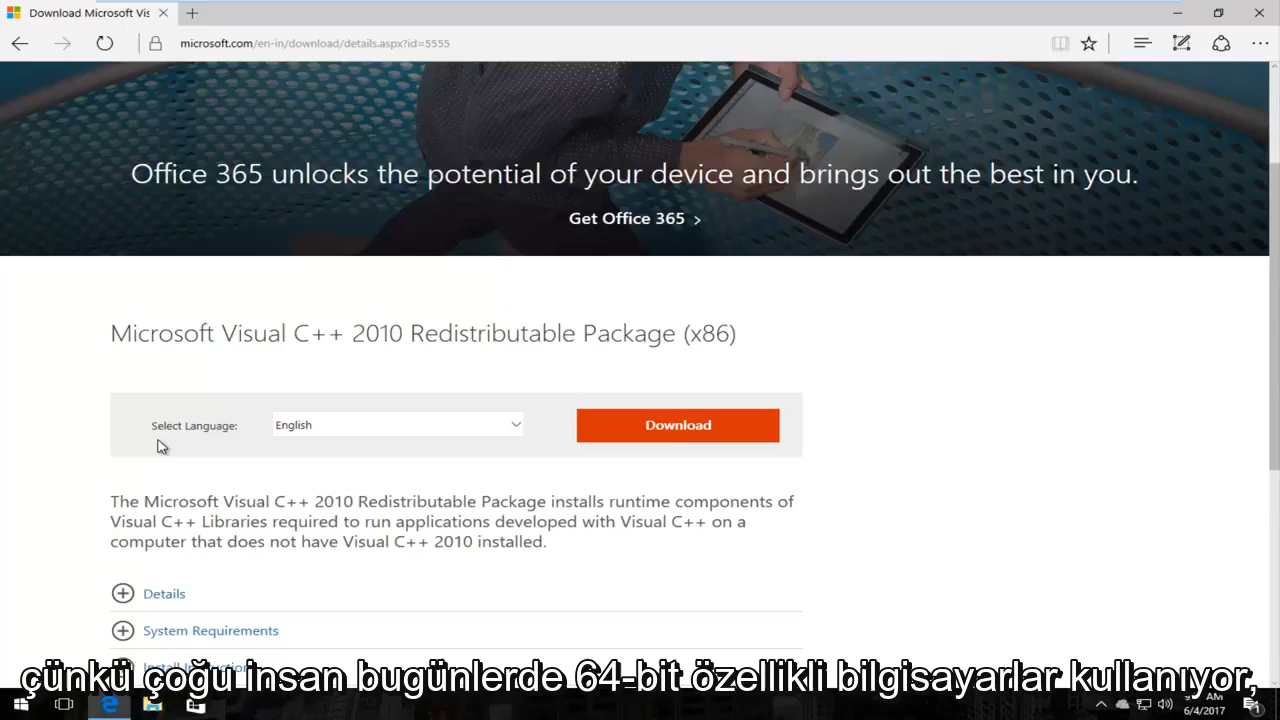 Download Microsoft Vis
microsoft.com/en-in/download/details.aspx?id=5555
Office 365 unlocks the potential of your device and brings out the best in you.
Get Office 365 >
Microsoft Visual C++ 2010 Redistributable Package (x86)
Select Language:
English
Download
The Microsoft Visual C++ 2010 Redistributable Package installs runtime components of
Visual C++ Libraries required to run applications developed with Visual C++ on a
computer that does not have Visual C++ 2010 installed.
Details
System Requirements
Install
çünkü çoğu insan bugünlerde 64-bit özellikli bilgisayarlar kullanıyor,
AM
6/4/2017